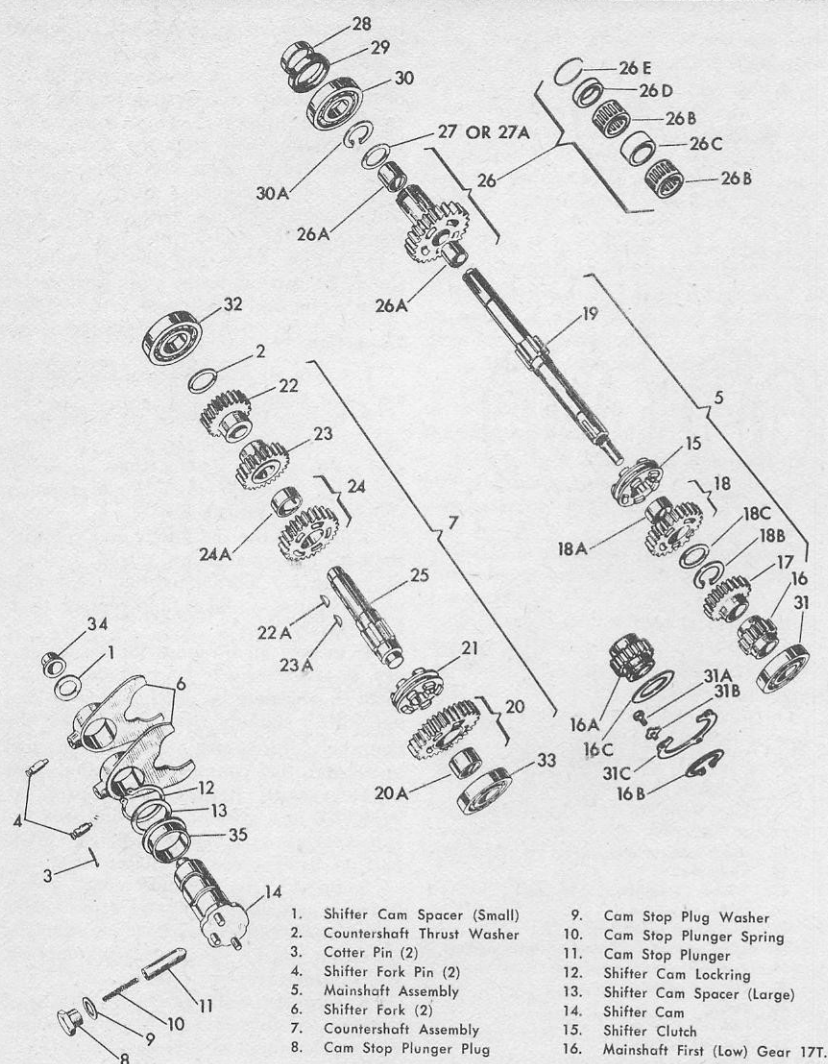 28
29
30
26 E
26 D
26 B
27 OR 27A
26 C
26
26 B
30A
26A
26A
32
19
2
5
22
15
23
18
24
7
18C
18B
18A
17
24A
16
25
31
34
22A
1
21
31A
6
23A
31B
20
16A
16C
33
12
31C
13
20A
16B
4
35
3
14
11
10
9
8
1. Shifter Cam Spacer (Small)
2. Countershaft Thrust Washer
3. Cotter Pin (2)
4. Shifter Fork Pin (2)
5. Mainshaft Assembly
6. Shifter Fork (2)
7. Countershaft Assembly
8. Cam Stop Plunger Plug
9. Cam Stop Plug Washer
10. Cam Stop Plunger Spring
11. Cam Stop Plunger
12. Shifter Cam Lockring
13. Shifter Cam Spacer (Large)
14. Shifter Cam
15. Shifter Clutch
16. Mainshaft First (Low) Gear 17T